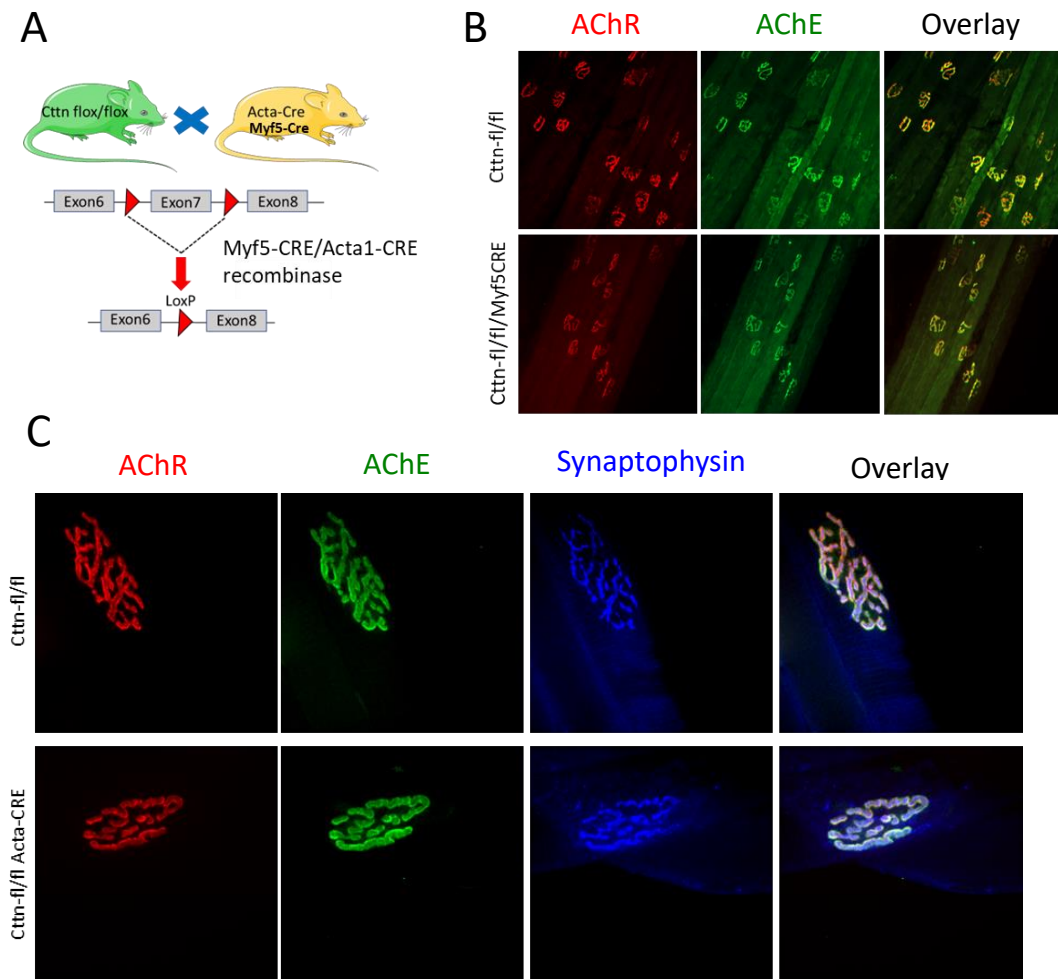 A
Cttn flox/flox
Acta-Cre
Myf5-Cre
Exon6
Exon7
Exon8
Myf5-CRE/Acta1-CRE
recombinase
LoxP
Exon6
Exon8
B
AChR
AChE
Overlay
Cttn-fl/fl
Cttn-fl/fl/Myf5CRE
C
AChR
AChE
Synaptophysin
Overlay
Cttn-fl/fl
Cttn-fl/fl Acta-CRE